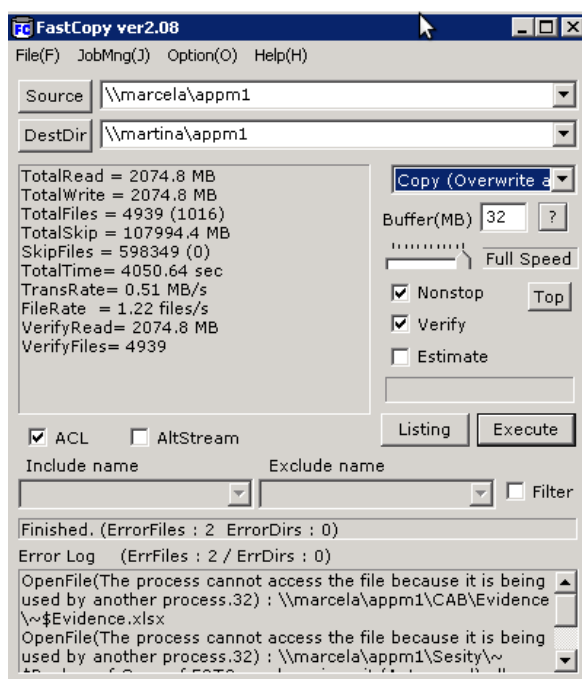 FastCopy ver2.08
File(F) JobMng(J) Option(O) Help(H)
Source \\marcela\appm1
DestDir \\martina\appm1
TotalRead = 2074.8 MB
TotalWrite = 2074.8 MB
TotalFiles = 4939 (1016)
TotalSkip = 107994.4 MB
SkipFiles = 598349 (0)
TotalTime= 4050.64 sec
TransRate= 0.51 MB/s
FileRate = 1.22 files/s
VerifyRead= 2074.8 MB
VerifyFiles= 4939
Copy (Overwrite a
Buffer(MB) 32 ?
Full Speed
Nonstop Top
Verify
Estimate
Listing Execute
ACL AltStream
Include name Exclude name
Filter
Finished. (ErrorFiles : 2 ErrorDirs : 0)
Error Log (ErrFiles : 2 / ErrDirs : 0)
OpenFile(The process cannot access the file because it is being
used by another process.32) : \\marcela\appm1\CAB\Evidence
\~$Evidence.xlsx
OpenFile(The process cannot access the file because it is being
used by another process.32) : \\marcela\appm1\Sesity\~